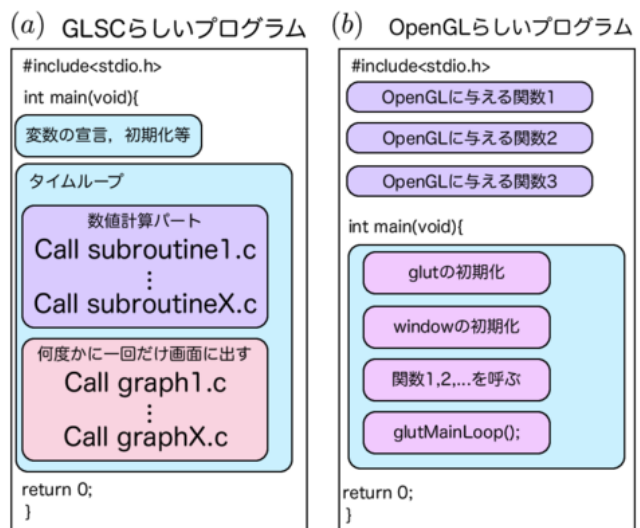 (a) GLSCらしいプログラム
#include<stdio.h>
int main(void){
変数の宣言，初期化等
タイムループ
数値計算パート
Call subroutine1.c
⋮
Call subroutineX.c
何度かに一回だけ画面に出す
Call graph1.c
⋮
Call graphX.c
return 0;
}
(b) OpenGLらしいプログラム
#include<stdio.h>
OpenGLに与える関数1
OpenGLに与える関数2
OpenGLに与える関数3
int main(void){
glutの初期化
windowの初期化
関数1,2,...を呼ぶ
glutMainLoop();
return 0;
}